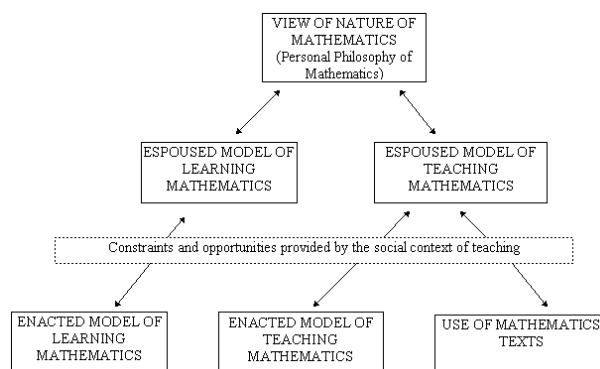 VIEW OF NATURE OF
MATHEMATICS
(Personal Philosophy of
Mathematics)
ESPOUSED MODEL OF
LEARNING
MATHEMATICS
ESPOUSED MODEL OF
TEACHING
MATHEMATICS
Constraints and opportunities provided by the social context of teaching
ENACTED MODEL OF
LEARNING
MATHEMATICS
ENACTED MODEL OF
TEACHING
MATHEMATICS
USE OF MATHEMATICS
TEXTS